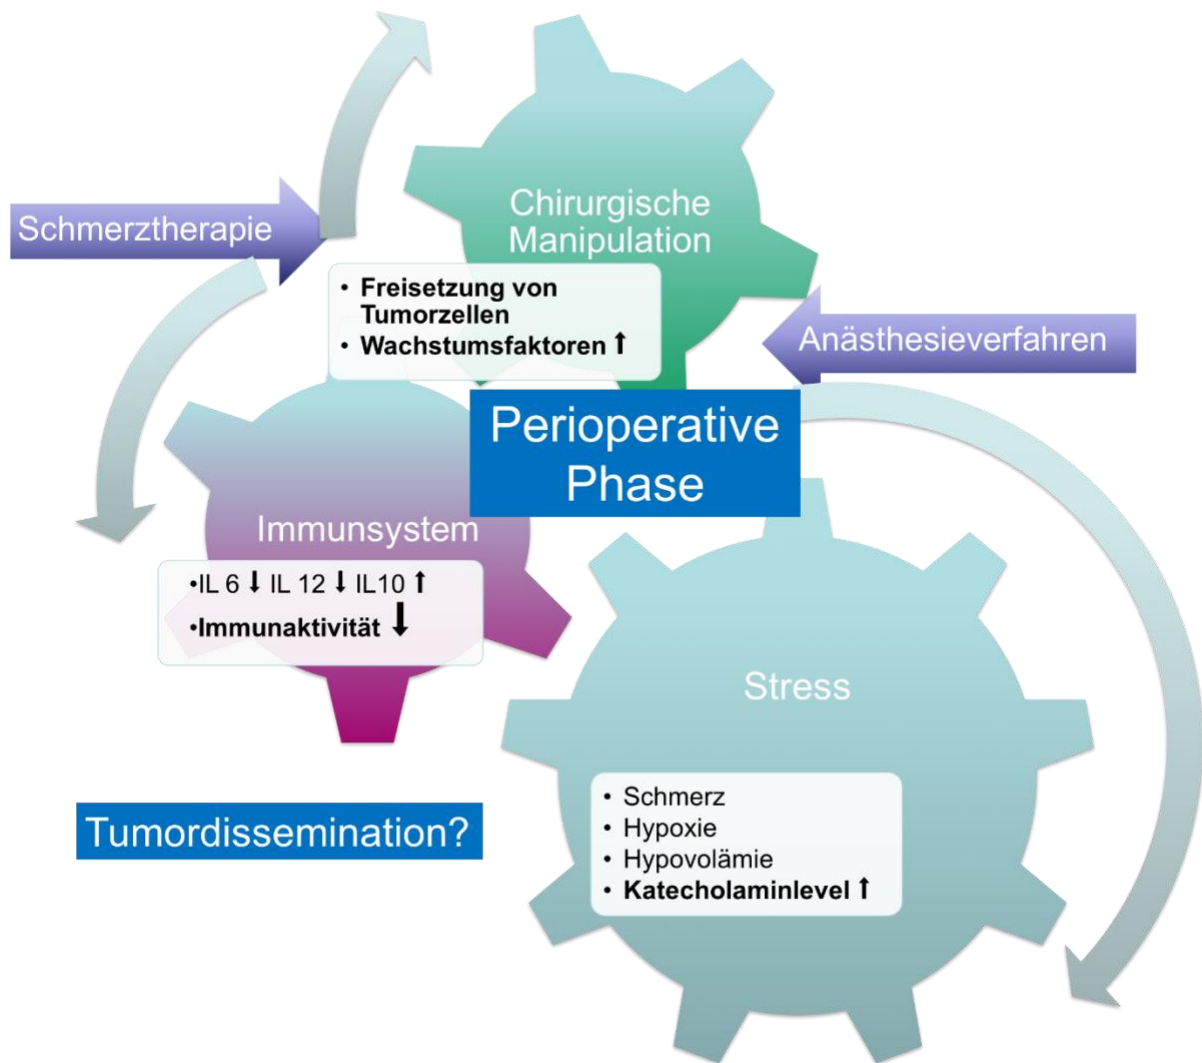 Chirurgische
Manipulation
Schmerztherapie
• Freisetzung von
Tumorzellen
• Wachstumsfaktoren ⬆
Anästhesieverfahren
Perioperative
Phase
Immunsystem
•IL 6 ⬇ IL 12 ⬇ IL10 ⬆
•Immunaktivität ⬇
Stress
• Schmerz
• Hypoxie
• Hypovolämie
• Katecholaminlevel ⬆
Tumordissemination?